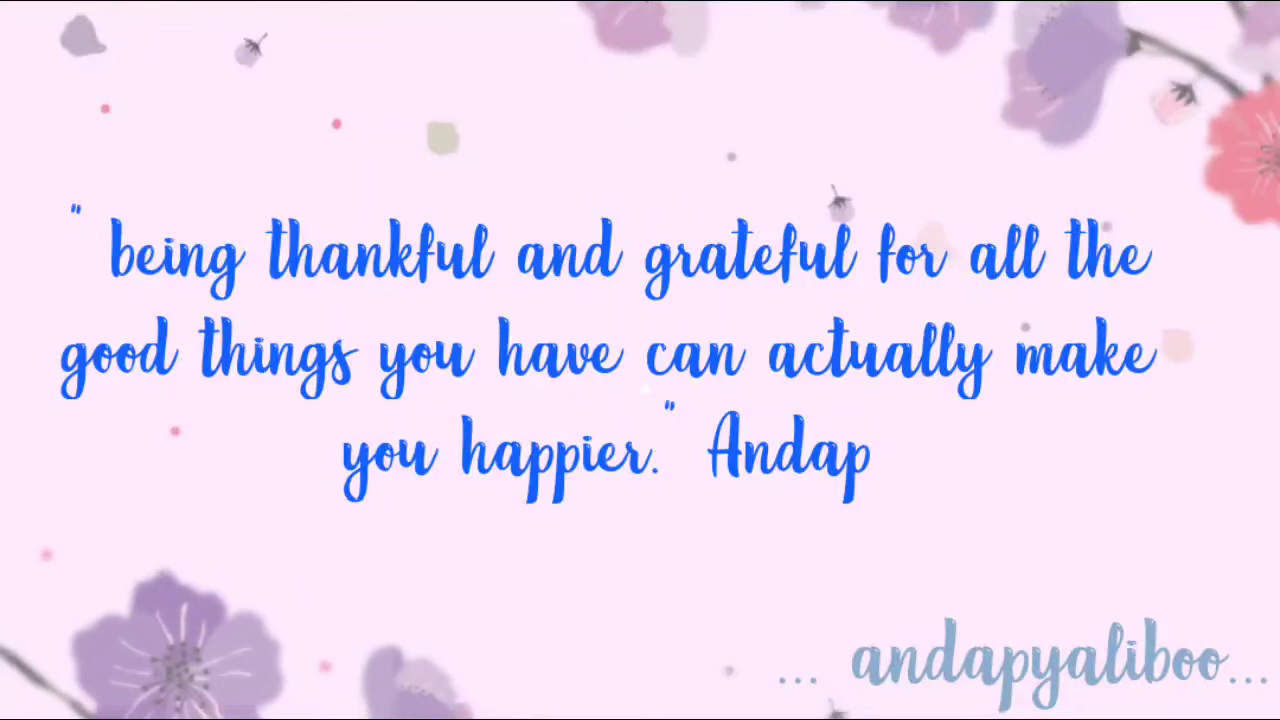 " being thankful and grateful for all the
good things you have can actually make
you happier." Andap
... andapyaliboo...